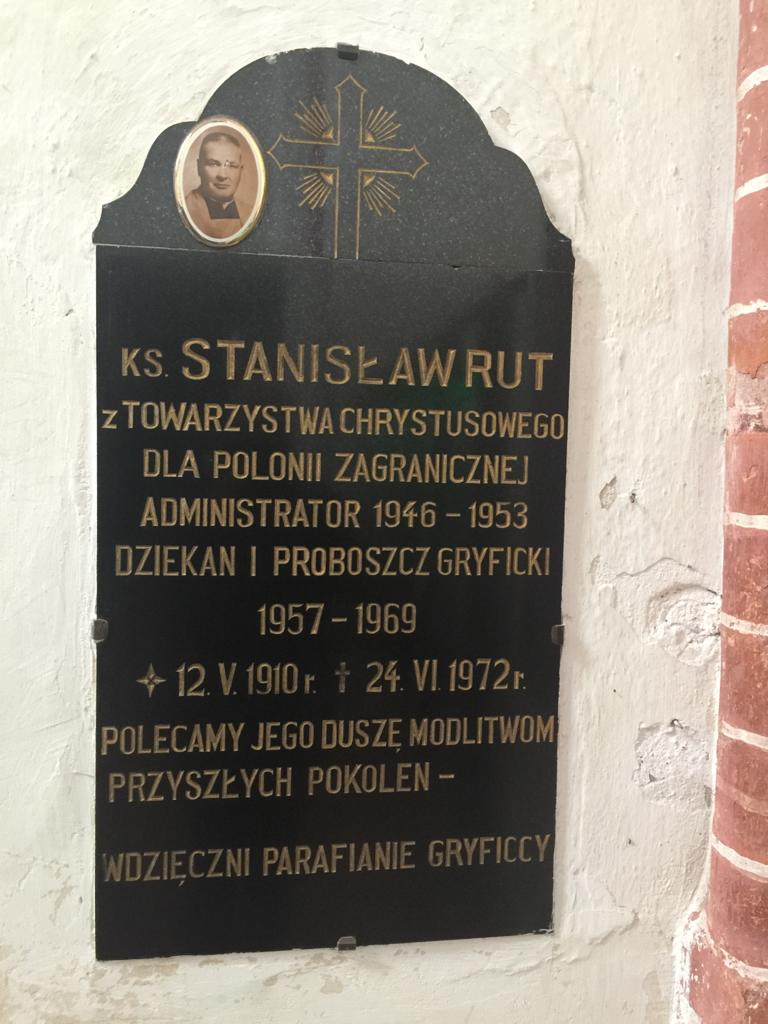 KS. STANISŁAW RUT
z TOWARZYSTWA CHRYSTUSOWEGO
DLA POLONII ZAGRANICZNEJ
ADMINISTRATOR 1946 – 1953
DZIEKAN I PROBOSZCZ GRYFICKI
1957 – 1969
✧ 12. V. 1910 r. † 24. VI. 1972 r.
POLECAMY JEGO DUSZĘ MODLITWOM
PRZYSZŁYCH POKOLEN –
WDZIĘCZNI PARAFIANIE GRYFICCY